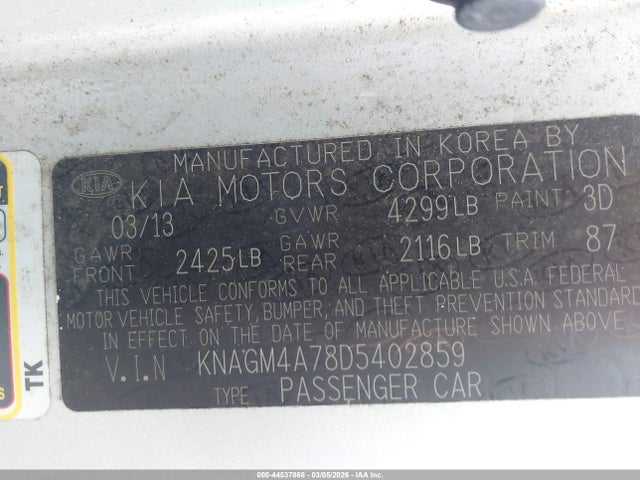 MANUFACTURED IN KOREA BY
KIA KIA MOTORS CORPORATION
03/13 GVWR 4299LB PAINT 3D
GAWR FRONT 2425LB GAWR REAR 2116LB TRIM 87
THIS VEHICLE CONFORMS TO ALL APPLICABLE U.S.A FEDERAL
MOTOR VEHICLE SAFETY, BUMPER, AND THEFT PREVENTION STANDARD
IN EFFECT ON THE DATE OF MANUFACTURE SHOWN ABOVE
V.I.N KNAGM4A78D5402859
TYPE PASSENGER CAR
TK
000-44537868 - 03/05/2026 - IAA Inc.